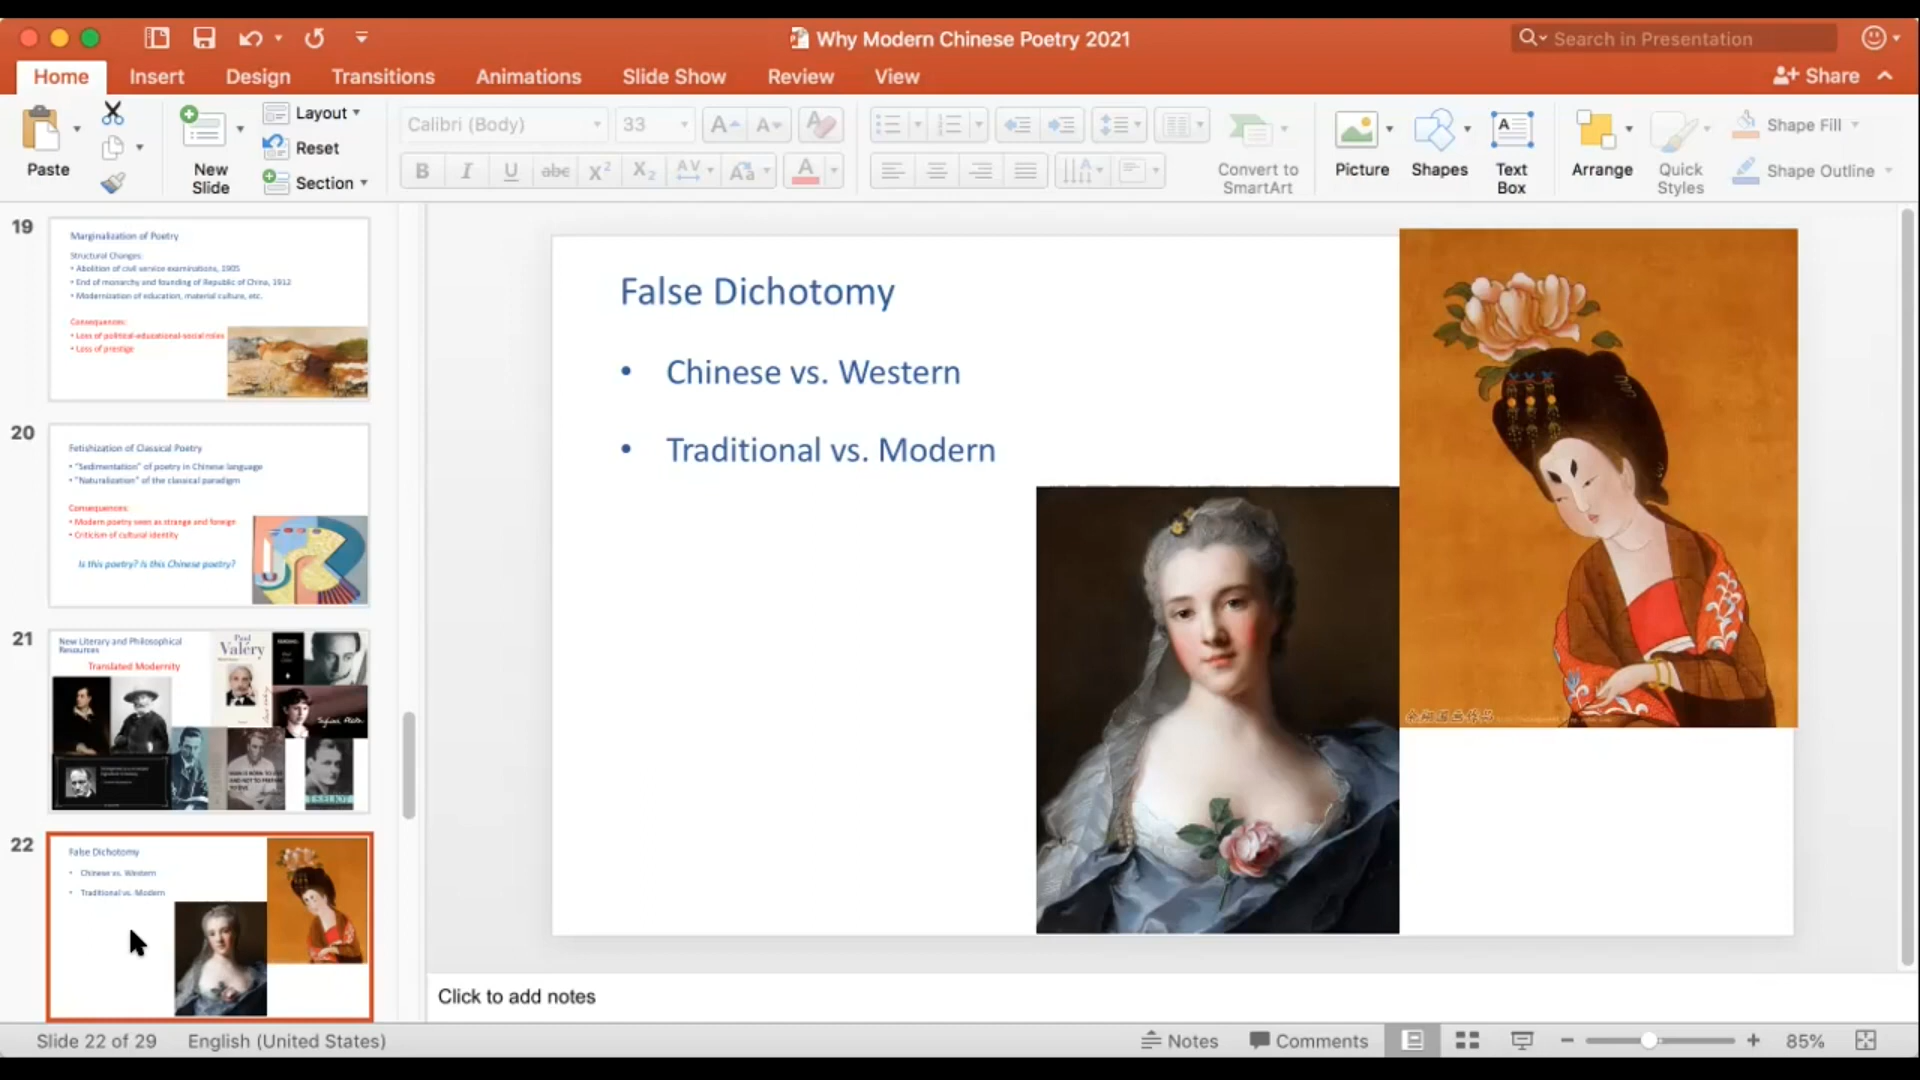 Why Modern Chinese Poetry 2021
Search in Presentation
Home Insert Design Transitions Animations Slide Show Review View
Share
Paste
New
Slide
Layout
Reset
Section
Calibri (Body) 33
Convert to
SmartArt
Picture
Shapes
Text
Box
Arrange
Quick
Styles
Shape Fill
Shape Outline
19
Marginalization of Poetry
Structural Changes:
• Abolition of civil service examinations, 1905
• End of monarchy and founding of Republic of China, 1912
• Modernization of education, material culture, etc.
Consequences:
• Loss of political-educational-social roles
• Loss of prestige
20
Fetishization of Classical Poetry
• "Sedimentation" of poetry in Chinese language
• "Naturalization" of the classical paradigm
Consequences:
• Modern poetry seen as strange and foreign
• Criticism of cultural identity
Is this poetry? Is this Chinese poetry?
21
New Literary and Philosophical
Resources
Translated Modernity
Paul
Valéry
Sylvia Plath
22
False Dichotomy
• Chinese vs. Western
• Traditional vs. Modern
False Dichotomy
• Chinese vs. Western
• Traditional vs. Modern
Click to add notes
Slide 22 of 29
English (United States)
Notes
Comments
85%